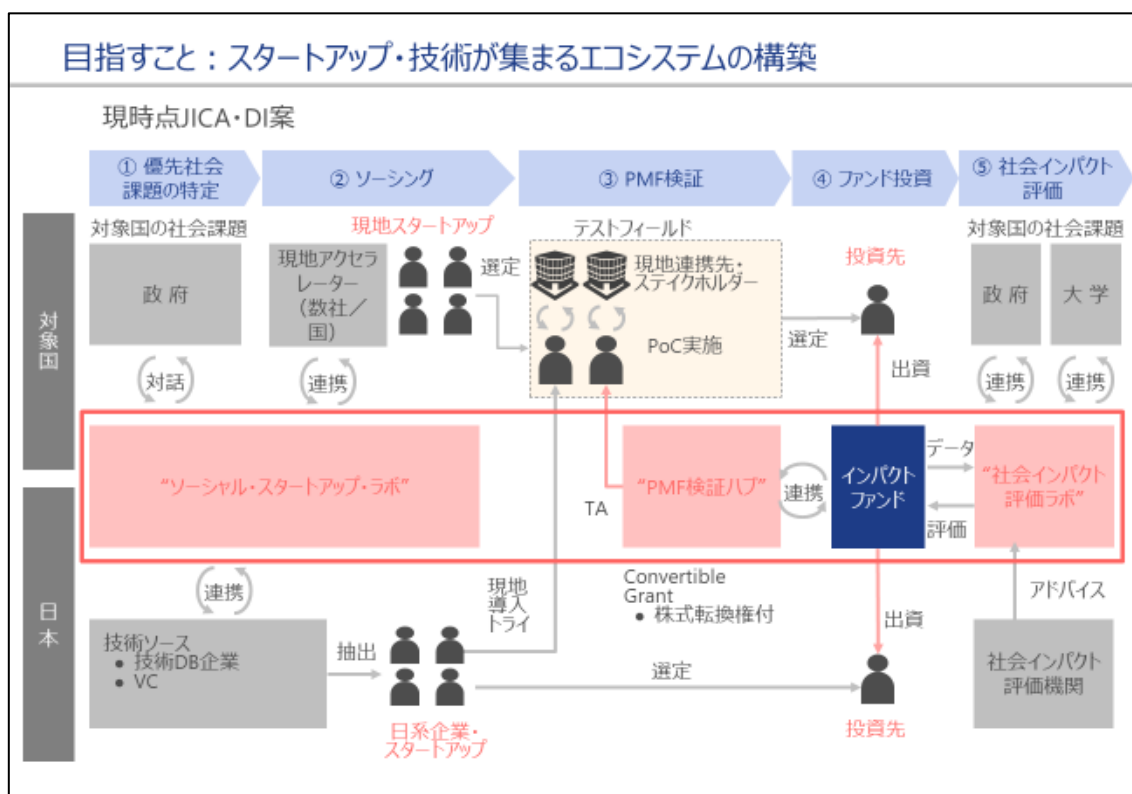 目指すこと：スタートアップ・技術が集まるエコシステムの構築
現時点JICA・DI案
① 優先社会
課題の特定
② ソーシング
③ PMF検証
④ ファンド投資
⑤ 社会インパクト
評価
対象国
対象国の社会課題
政 府
対話
現地スタートアップ
現地アクセラ
レーター
（数社／
国）
選定
連携
テストフィールド
現地連携先・
ステイクホルダー
PoC実施
選定
投資先
出資
対象国の社会課題
政 府
大 学
連携
連携
“ソーシャル・スタートアップ・ラボ”
TA
“PMF検証ハブ”
連携
インパクト
ファンド
データ
評価
“社会インパクト
評価ラボ”
日本
連携
技術ソース
• 技術DB企業
• VC
抽出
日系企業・
スタートアップ
現地
導入
トライ
Convertible
Grant
• 株式転換権付
選定
出資
投資先
アドバイス
社会インパクト
評価機関